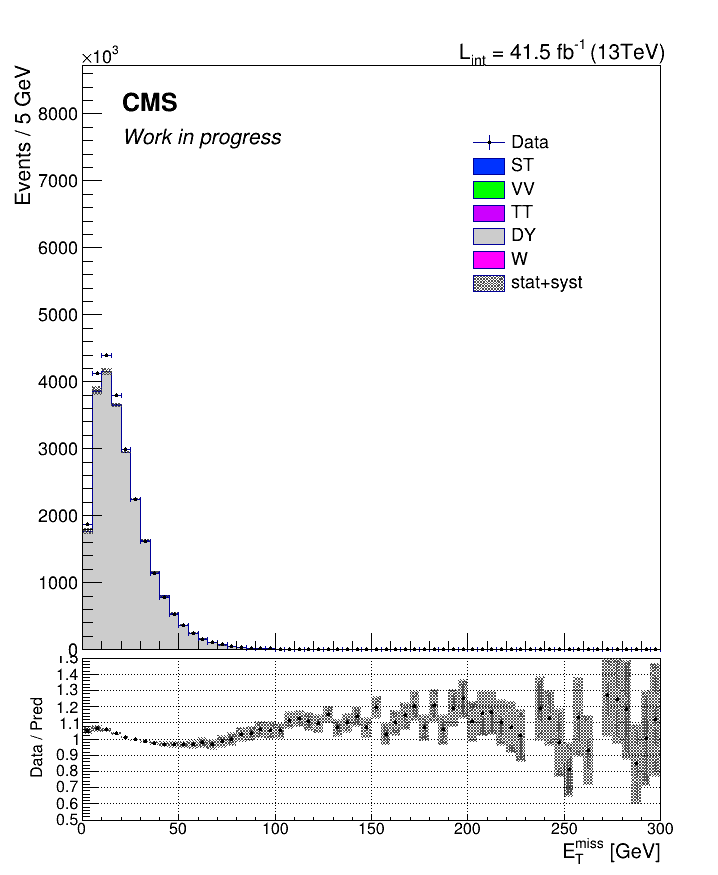 ×10³
L_int = 41.5 fb⁻¹ (13TeV)
Events / 5 GeV
CMS
Work in progress
Data
ST
VV
TT
DY
W
stat+syst
8000
7000
6000
5000
4000
3000
2000
1000
0
Data / Pred
1.5
1.4
1.3
1.2
1.1
1
0.9
0.8
0.7
0.6
0.5
0 50 100 150 200 250 300
E_T^miss [GeV]